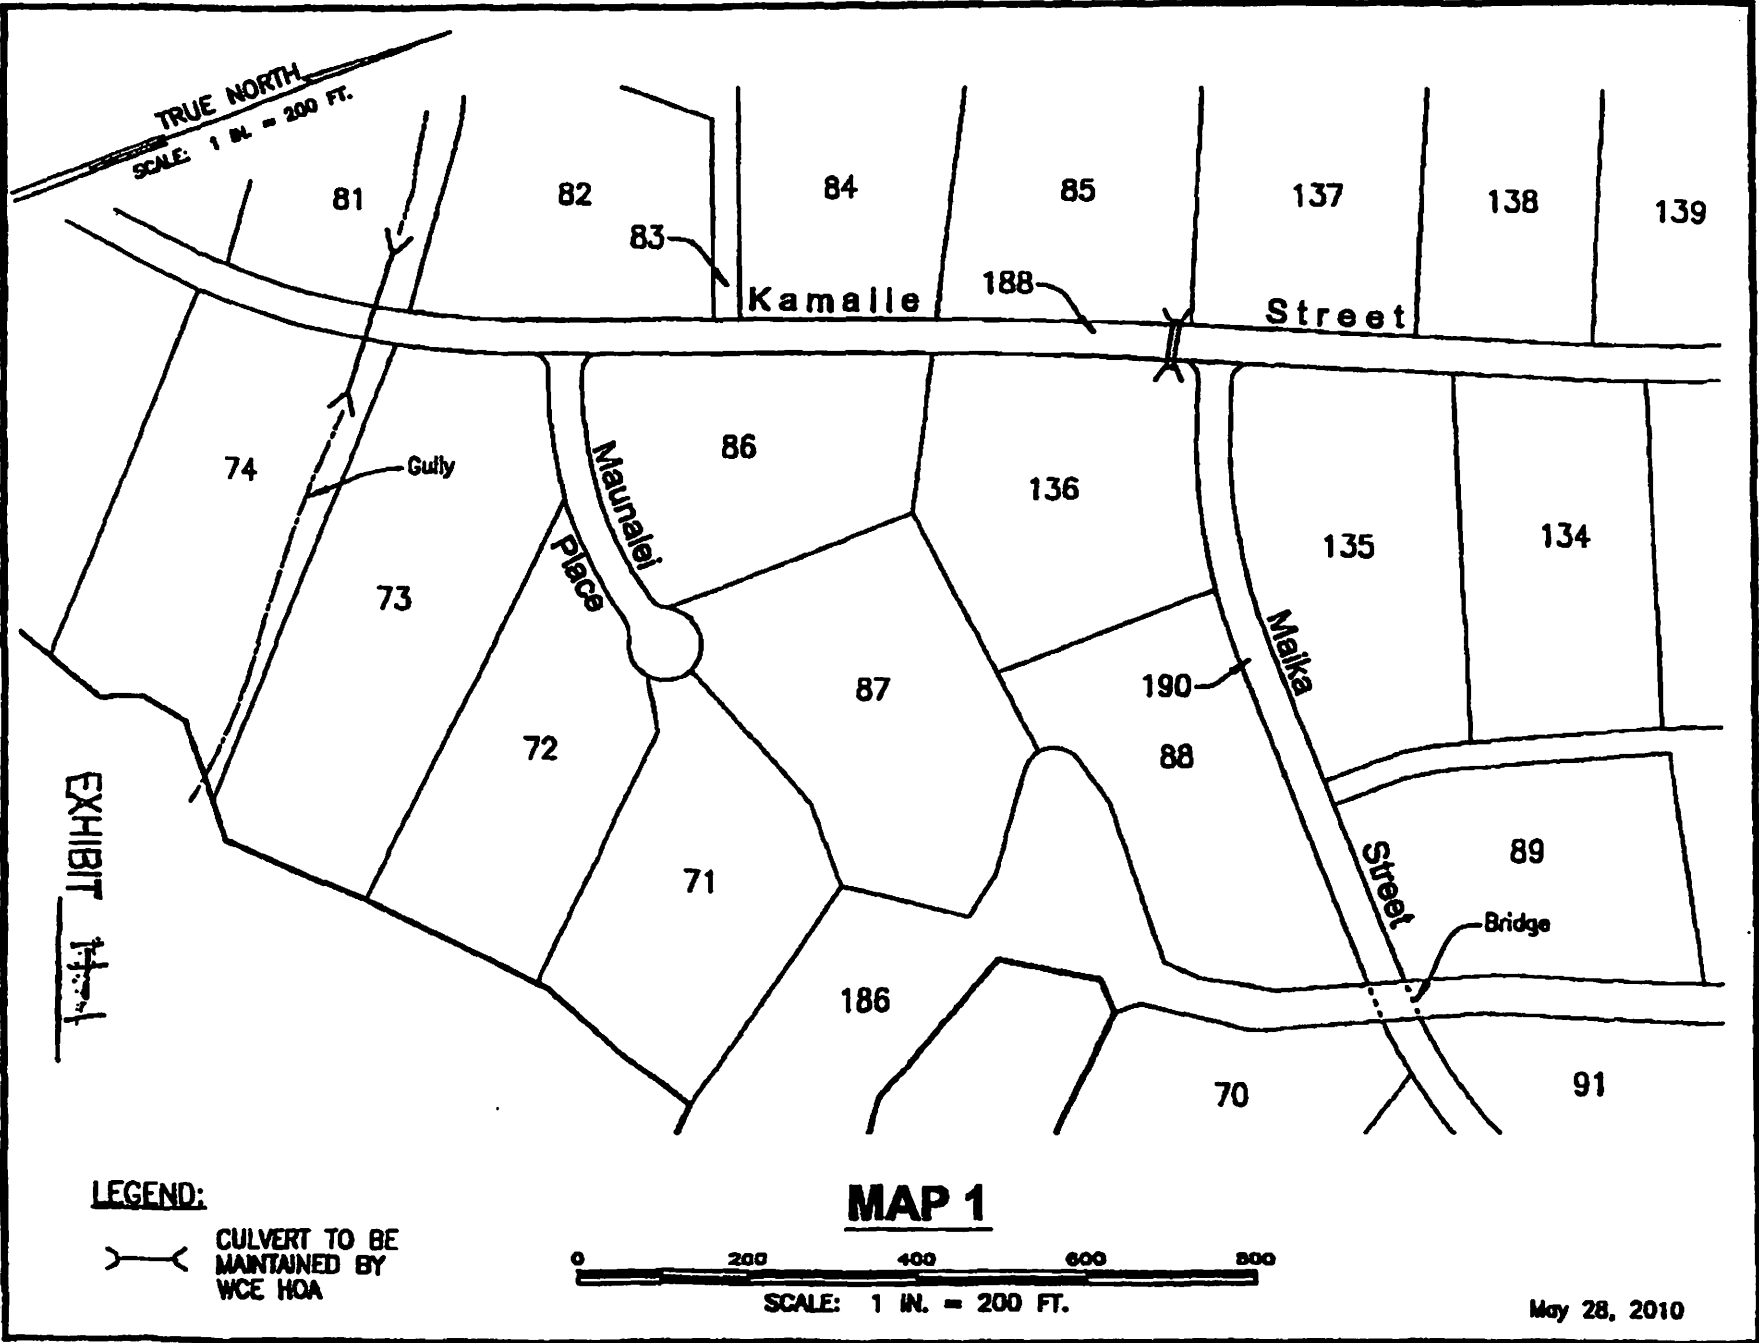 TRUE NORTH
SCALE: 1 IN. = 200 FT.
81
82
83
84
85
137
138
139
188
Kamalie Street
74
Gully
73
72
71
Maunalei
Place
86
136
135
134
87
190
Maika
Street
88
89
Bridge
186
70
91
EXHIBIT
LEGEND:
CULVERT TO BE
MAINTAINED BY
WCE HOA
MAP 1
0 200 400 600 800
SCALE: 1 IN. = 200 FT.
May 28, 2010